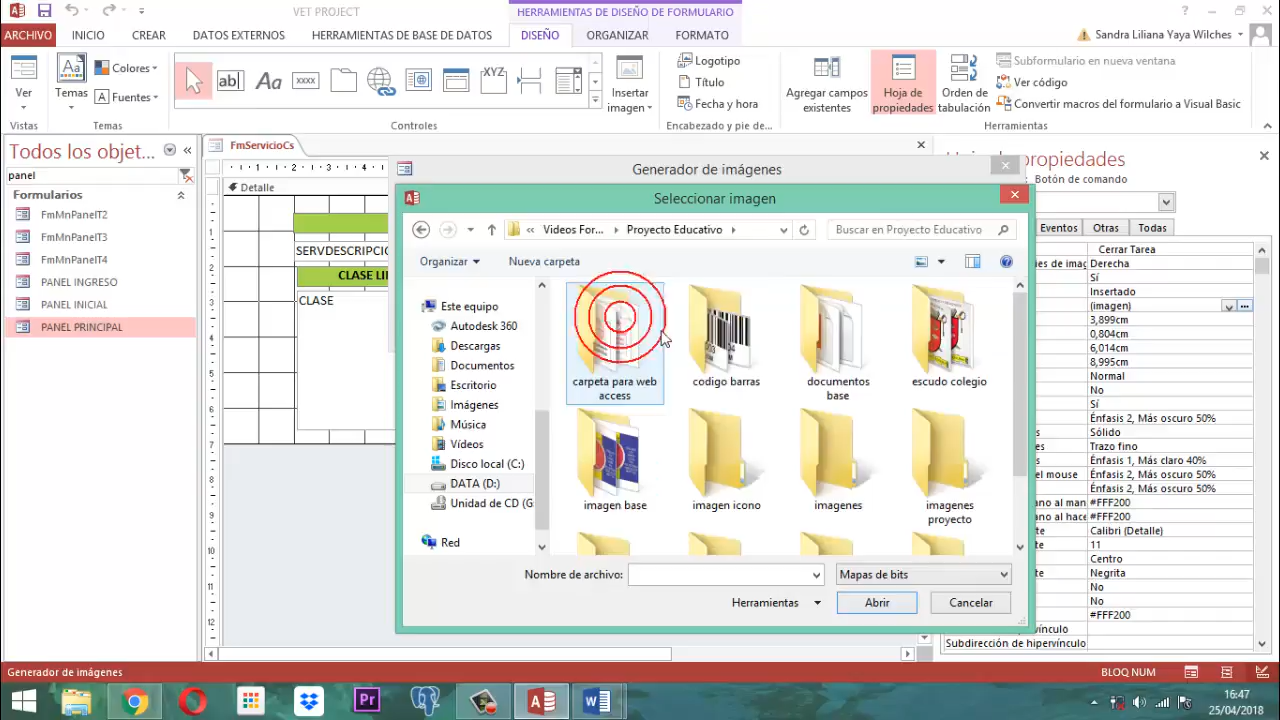 VET PROJECT
HERRAMIENTAS DE DISEÑO DE FORMULARIO
ARCHIVO INICIO CREAR DATOS EXTERNOS HERRAMIENTAS DE BASE DE DATOS DISEÑO ORGANIZAR FORMATO
Sandra Liliana Yaya Wilches
Ver
Vistas
Temas
Colores
Fuentes
Temas
ab
Aa
XXXX
XYZ
Controles
Insertar imagen
Logotipo
Título
Fecha y hora
Encabezado y pie de...
Agregar campos existentes
Hoja de propiedades
Orden de tabulación
Subformulario en nueva ventana
Ver código
Convertir macros del formulario a Visual Basic
Herramientas
Todos los objet...
panel
Formularios
FmMnPanelT2
FmMnPanelT3
FmMnPanelT4
PANEL INGRESO
PANEL INICIAL
PANEL PRINCIPAL
FmServicioCs
Detalle
SERVDESCRIPCIO
CLASE LI
CLASE
Generador de imágenes
Seleccionar imagen
Videos For... Proyecto Educativo
Buscar en Proyecto Educativo
Organizar
Nueva carpeta
Este equipo
Autodesk 360
Descargas
Documentos
Escritorio
Imágenes
Música
Vídeos
Disco local (C:)
DATA (D:)
Unidad de CD (G
Red
carpeta para web access
codigo barras
documentos base
escudo colegio
imagen base
imagen icono
imagenes
imagenes proyecto
Nombre de archivo:
Mapas de bits
Herramientas
Abrir
Cancelar
propiedades
Botón de comando
Eventos Otras Todas
Cerrar Tarea
Derecha
Sí
Insertado
(imagen)
3,899cm
0,804cm
6,014cm
8,995cm
Normal
No
Sí
Énfasis 2, Más oscuro 50%
Sólido
Trazo fino
Énfasis 1, Más claro 40%
Énfasis 2, Más oscuro 50%
Énfasis 2, Más oscuro 50%
#FFF200
#FFF200
Calibri (Detalle)
11
Centro
Negrita
No
No
#FFF200
Subdirección de hipervínculo
Generador de imágenes
BLOQ NUM
16:47
25/04/2018